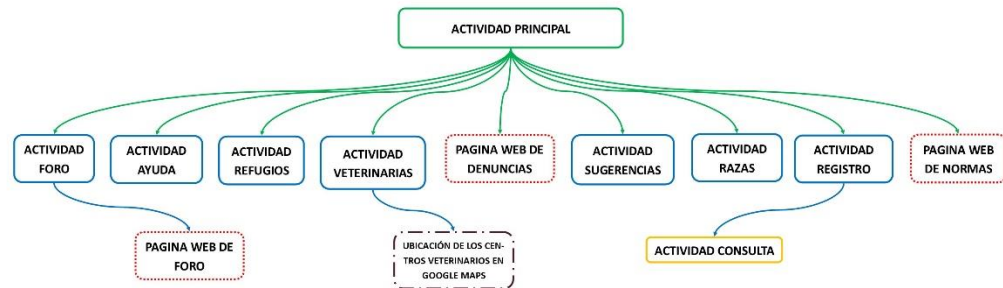 ACTIVIDAD PRINCIPAL
ACTIVIDAD
FORO
ACTIVIDAD
AYUDA
ACTIVIDAD
REFUGIOS
ACTIVIDAD
VETERINARIAS
PAGINA WEB DE
DENUNCIAS
ACTIVIDAD
SUGERENCIAS
ACTIVIDAD
RAZAS
ACTIVIDAD
REGISTRO
PAGINA WEB
DE NORMAS
PAGINA WEB DE
FORO
UBICACIÓN DE LOS CEN-
TROS VETERINARIOS EN
GOOGLE MAPS
ACTIVIDAD CONSULTA